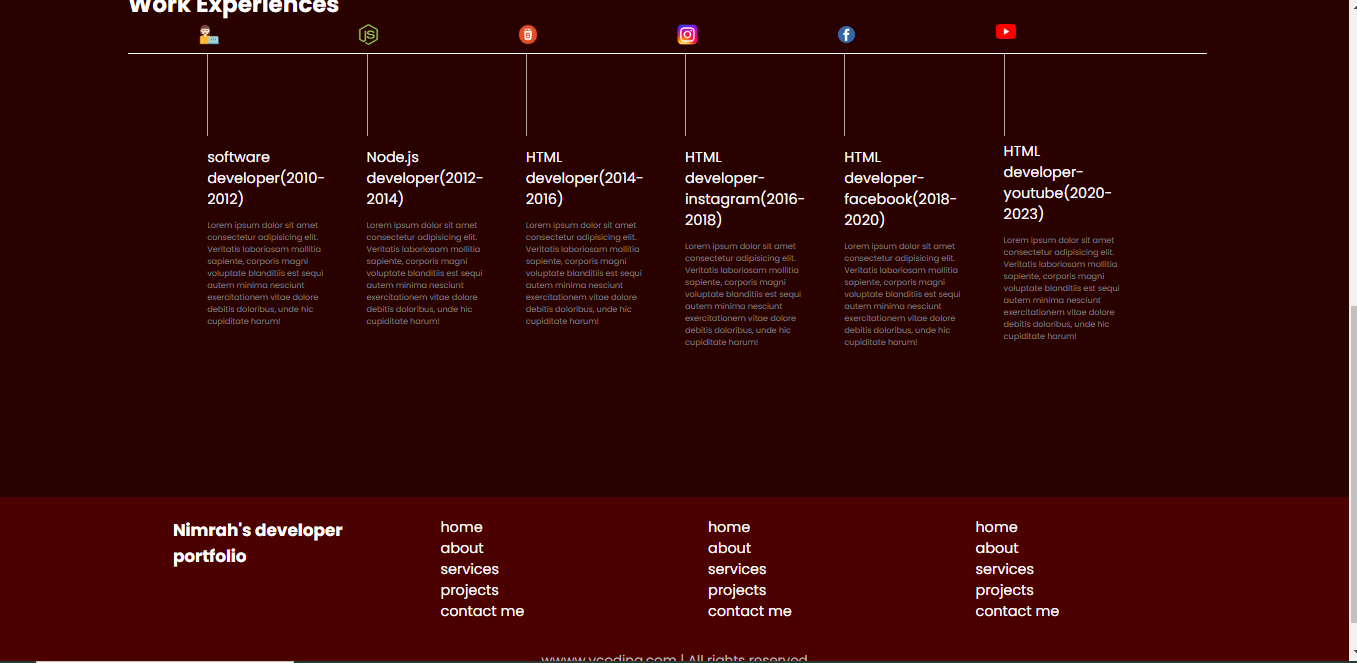 Work Experiences
software
developer(2010-
2012)
Lorem ipsum dolor sit amet
consectetur adipisicing elit.
Veritatis laboriosam mollitia
sapiente, corporis magni
voluptate blanditiis est sequi
autem minima nesciunt
exercitationem vitae dolore
debitis doloribus, unde hic
cupiditate harum!
JS
Node.js
developer(2012-
2014)
Lorem ipsum dolor sit amet
consectetur adipisicing elit.
Veritatis laboriosam mollitia
sapiente, corporis magni
voluptate blanditiis est sequi
autem minima nesciunt
exercitationem vitae dolore
debitis doloribus, unde hic
cupiditate harum!
HTML
developer(2014-
2016)
Lorem ipsum dolor sit amet
consectetur adipisicing elit.
Veritatis laboriosam mollitia
sapiente, corporis magni
voluptate blanditiis est sequi
autem minima nesciunt
exercitationem vitae dolore
debitis doloribus, unde hic
cupiditate harum!
HTML
developer-
instagram(2016-
2018)
Lorem ipsum dolor sit amet
consectetur adipisicing elit.
Veritatis laboriosam mollitia
sapiente, corporis magni
voluptate blanditiis est sequi
autem minima nesciunt
exercitationem vitae dolore
debitis doloribus, unde hic
cupiditate harum!
f
HTML
developer-
facebook(2018-
2020)
Lorem ipsum dolor sit amet
consectetur adipisicing elit.
Veritatis laboriosam mollitia
sapiente, corporis magni
voluptate blanditiis est sequi
autem minima nesciunt
exercitationem vitae dolore
debitis doloribus, unde hic
cupiditate harum!
HTML
developer-
youtube(2020-
2023)
Lorem ipsum dolor sit amet
consectetur adipisicing elit.
Veritatis laboriosam mollitia
sapiente, corporis magni
voluptate blanditiis est sequi
autem minima nesciunt
exercitationem vitae dolore
debitis doloribus, unde hic
cupiditate harum!
Nimrah's developer
portfolio
home
about
services
projects
contact me
home
about
services
projects
contact me
home
about
services
projects
contact me
wwww.vcoding.com | All rights reserved